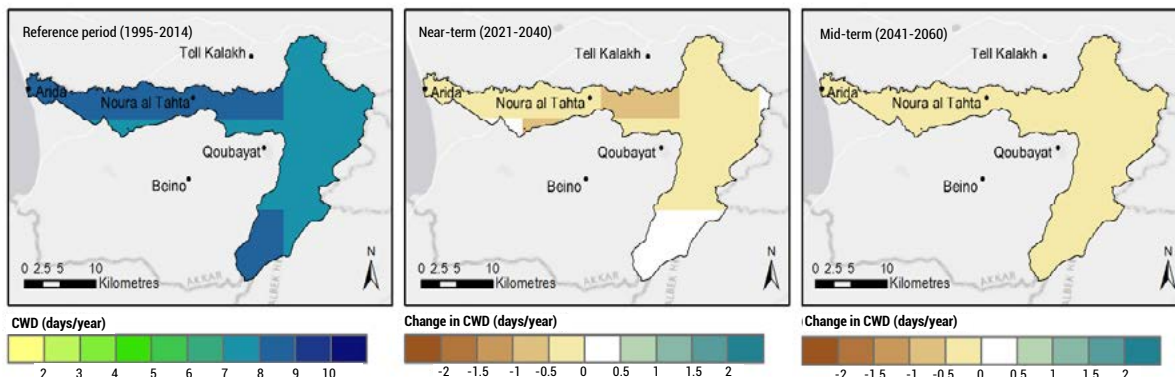 Reference period (1995-2014)
Tell Kalakh
Arida
Noura al Tahta
Qoubayat
Beino
N
0 2.5 5 10
Kilometres
AKKAR
CWD (days/year)
2 3 4 5 6 7 8 9 10
Near-term (2021-2040)
Tell Kalakh
Arida
Noura al Tahta
Qoubayat
Beino
N
0 2.5 5 10
Kilometres
AKKAR
Change in CWD (days/year)
-2 -1.5 -1 -0.5 0 0.5 1 1.5 2
Mid-term (2041-2060)
Tell Kalakh
Arida
Noura al Tahta
Qoubayat
Beino
N
0 2.5 5 10
Kilometres
AKKAR
Change in CWD (days/year)
-2 -1.5 -1 -0.5 0 0.5 1 1.5 2